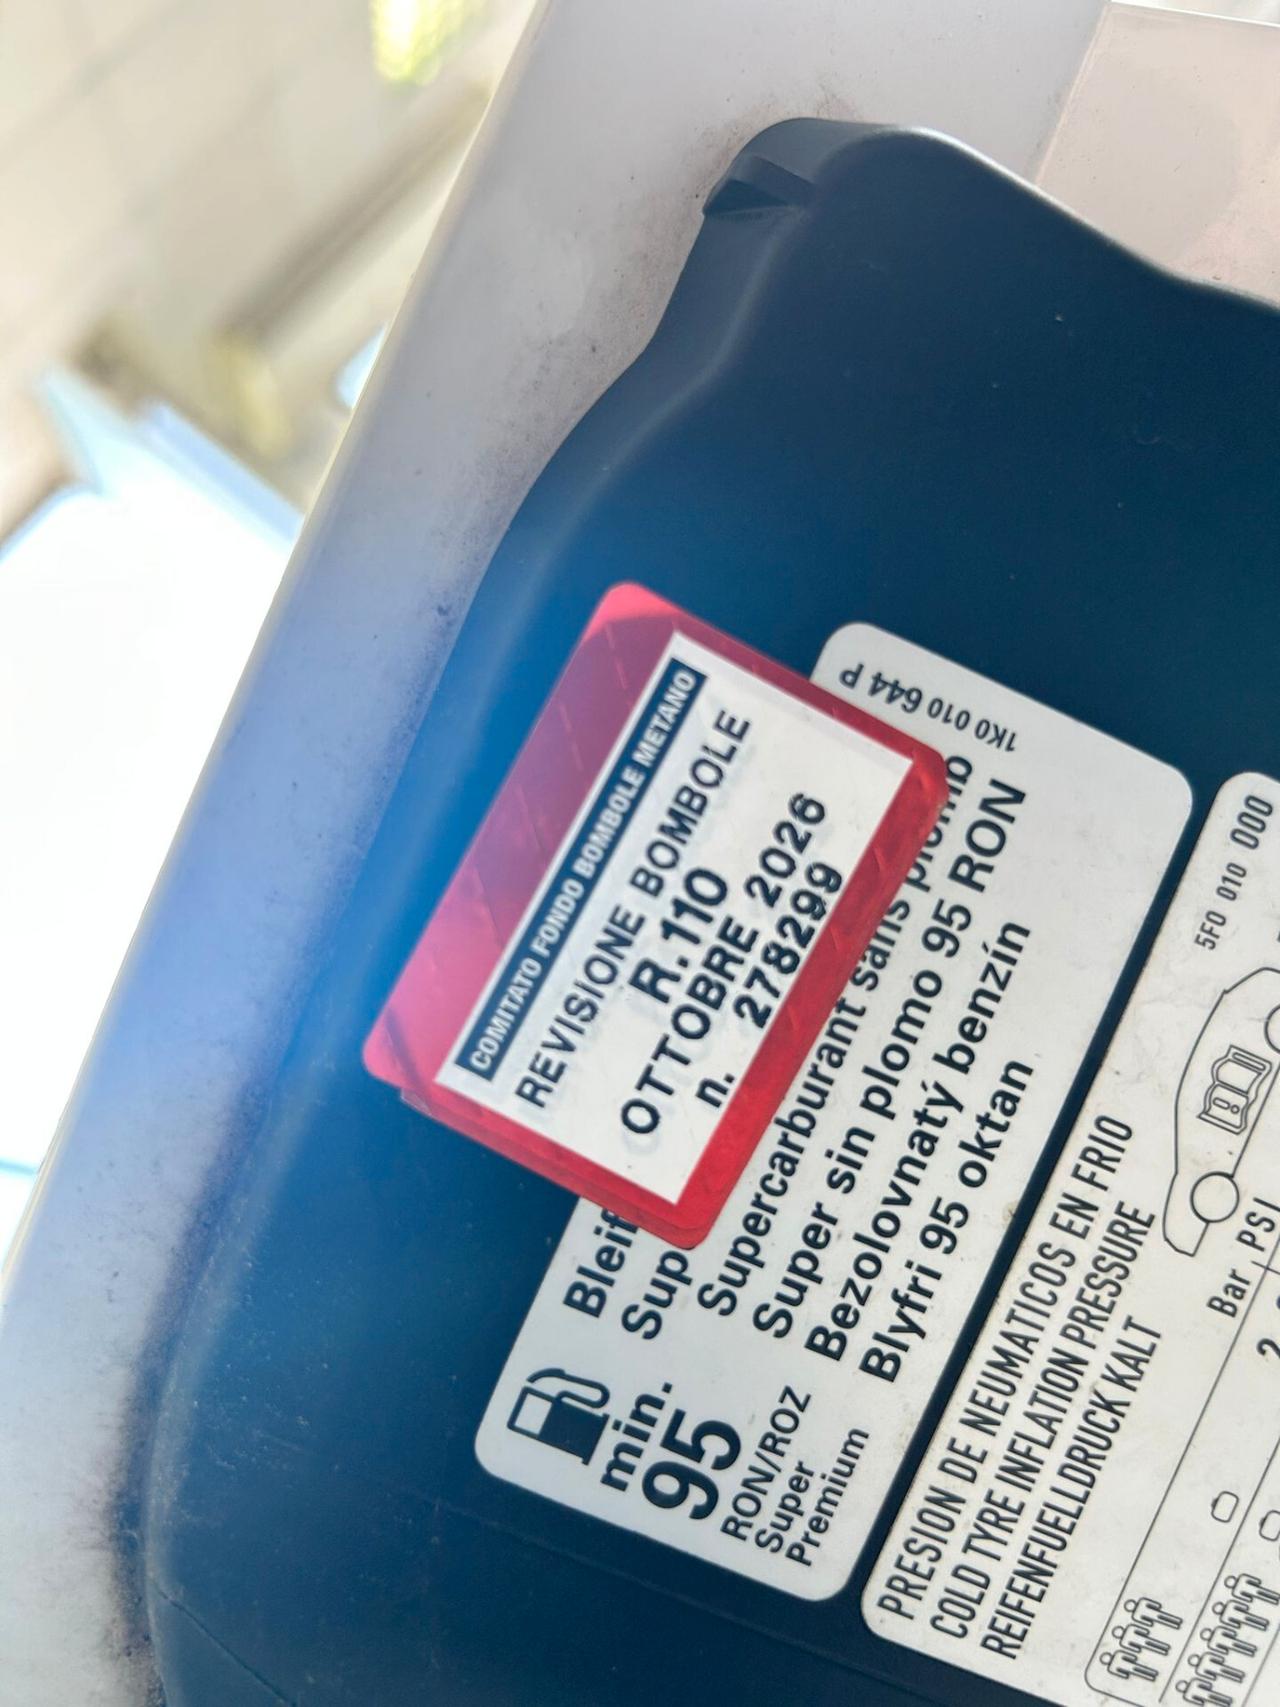 COMITATO FONDO BOMBOLE METANO
REVISIONE BOMBOLE
R.110
OTTOBRE 2026
n. 278299
1K0 010 644 P
Supercarburant sans plomb
Super sin plomo 95 RON
Bezolovnatý benzín
Blyfri 95 oktan
min.
95
RON/ROZ
Super
Premium
5F0 010 000
PRESION DE NEUMATICOS EN FRIO
COLD TYRE INFLATION PRESSURE
REIFENFUELLDRUCK KALT
Bar PSI